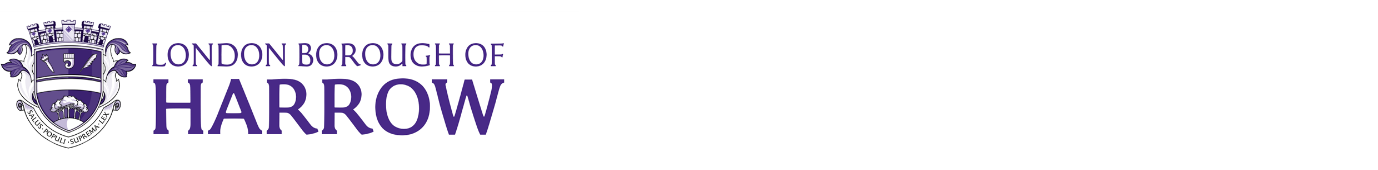 LONDON BOROUGH OF
HARROW
SALUS · POPULI · SUPREMA · LEX